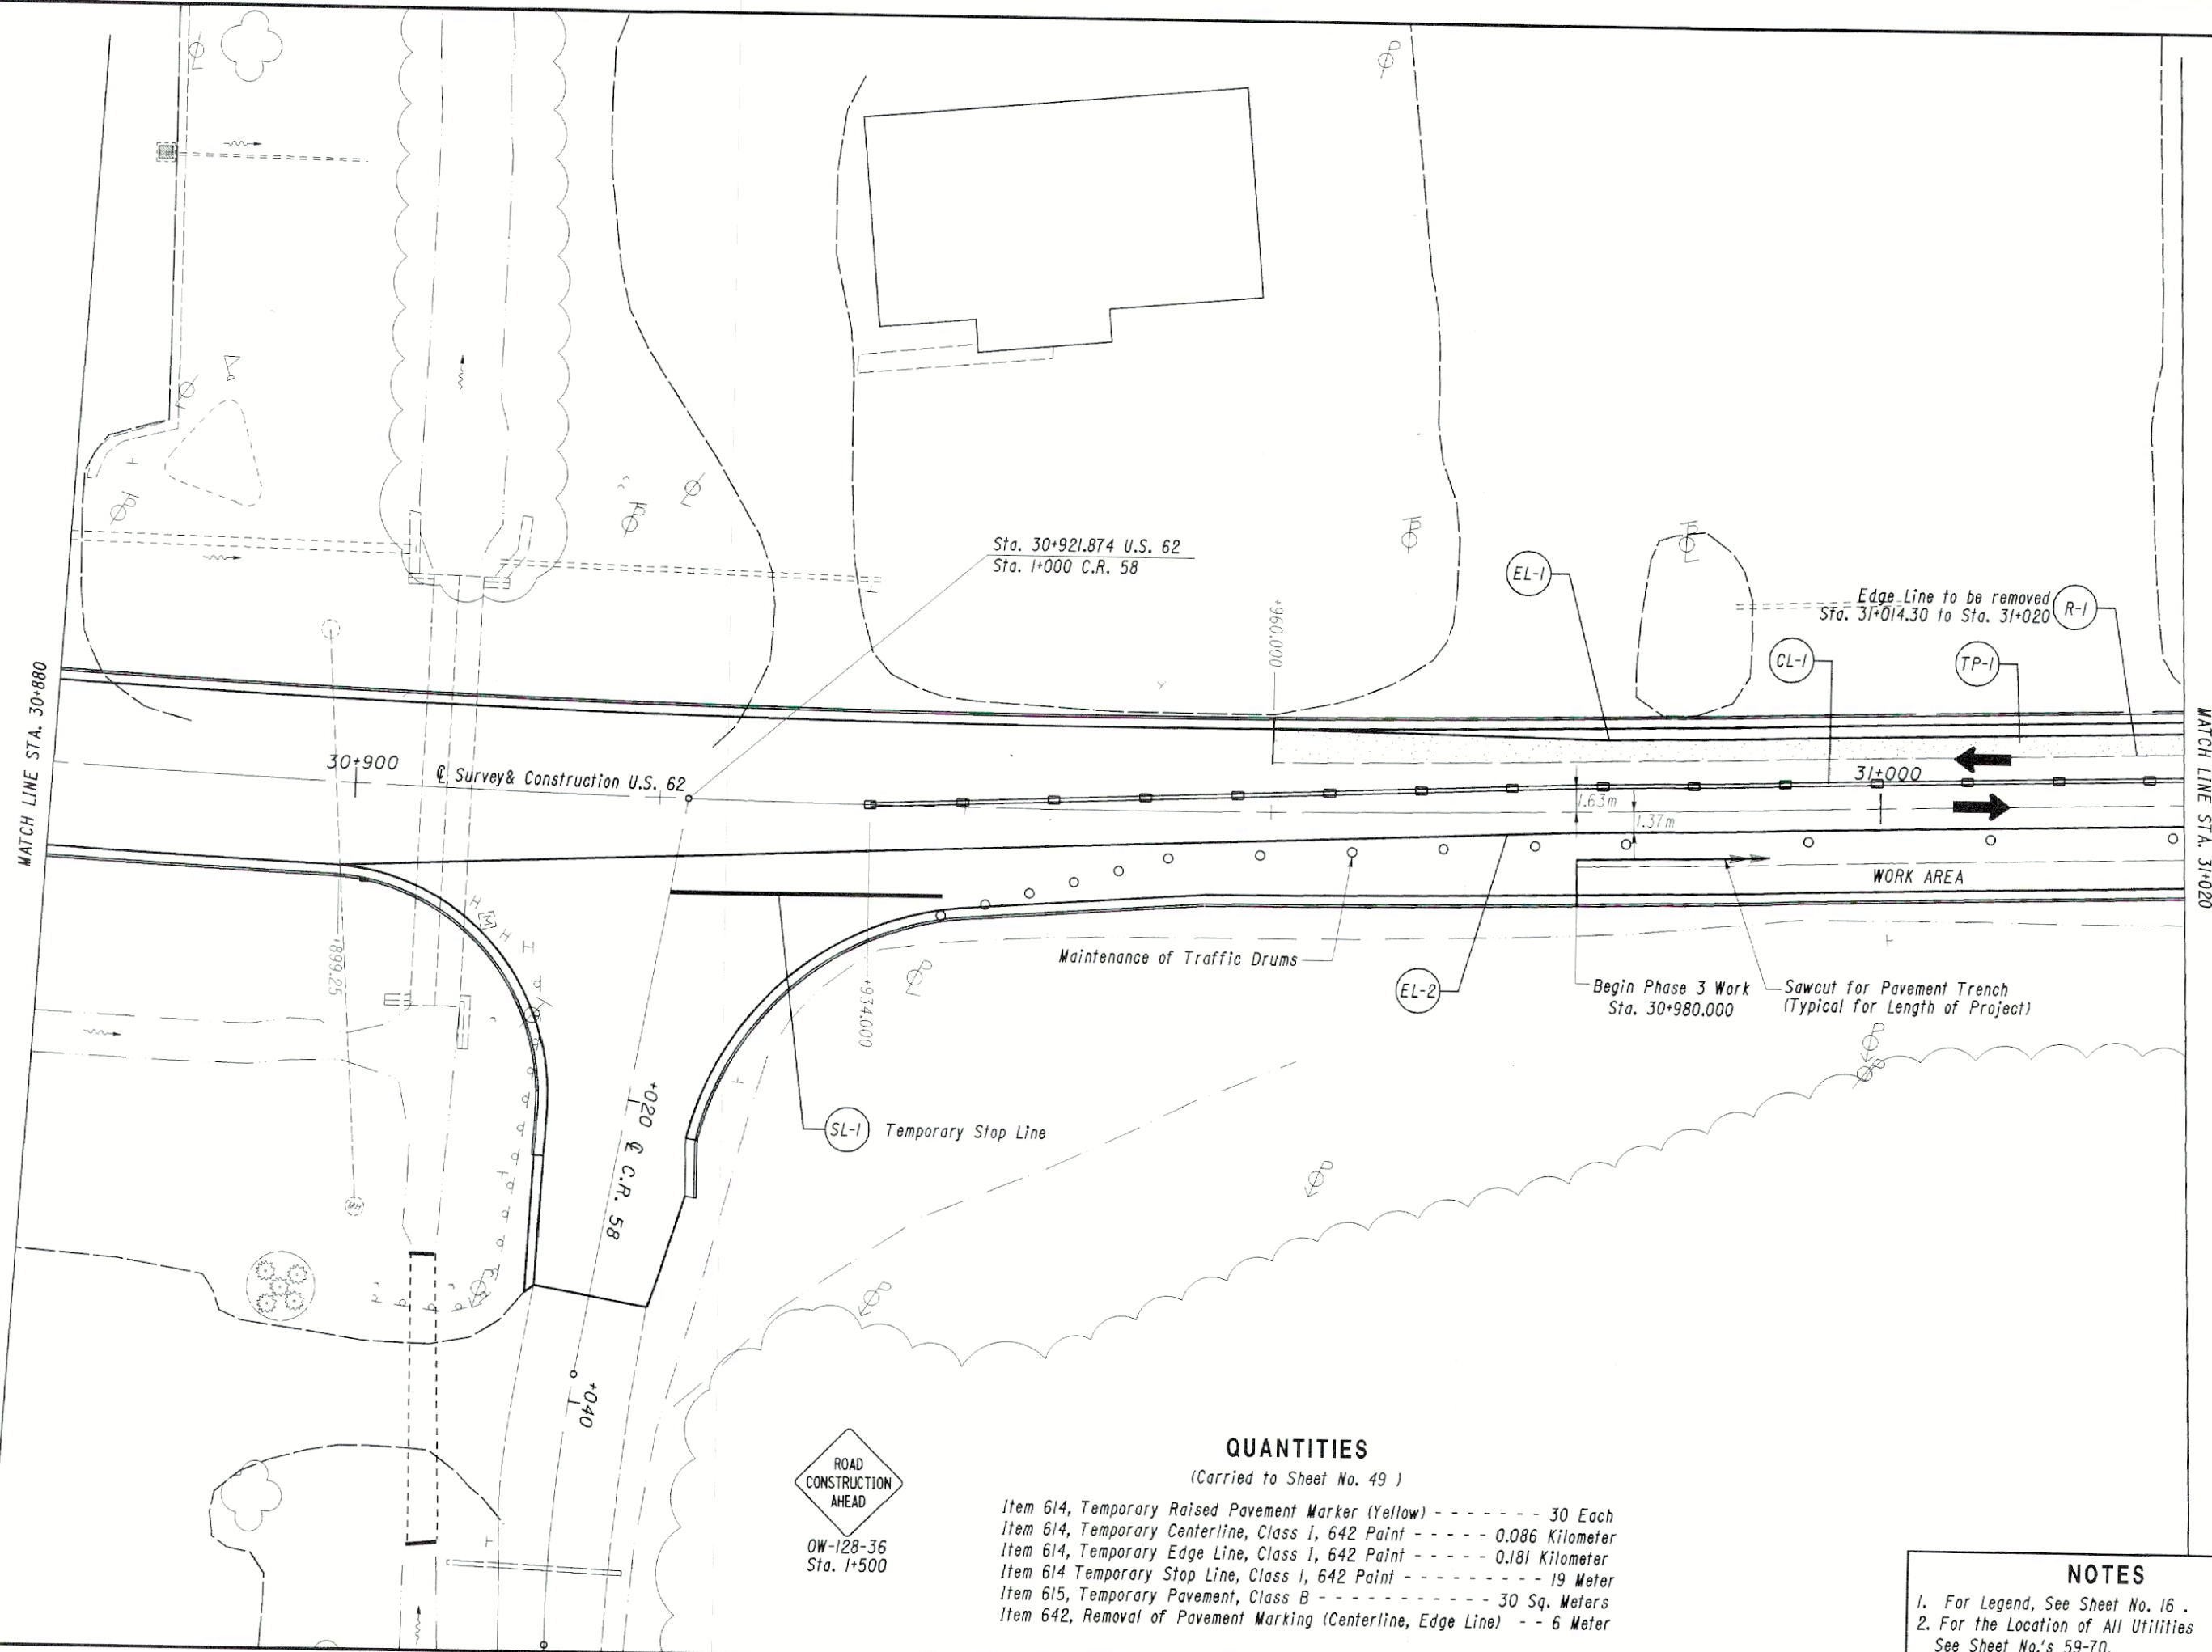 Sta. 30+921.874 U.S. 62
Sta. 1+000 C.R. 58
EL-1
Edge Line to be removed
Sta. 31+014.30 to Sta. 31+020
R-1
CL-1
TP-1
+960.000
MATCH LINE STA. 30+880
30+900
℄ Survey& Construction U.S. 62
31+000
1.63m
1.37m
MATCH LINE STA. 31+020
WORK AREA
+899.25
+934.000
Maintenance of Traffic Drums
EL-2
Begin Phase 3 Work
Sta. 30+980.000
Sawcut for Pavement Trench
(Typical for Length of Project)
SL-1
Temporary Stop Line
+020
℄ C.R. 58
MH
+040
ROAD
CONSTRUCTION
AHEAD
OW-128-36
Sta. 1+500
QUANTITIES
(Carried to Sheet No. 49 )
Item 614, Temporary Raised Pavement Marker (Yellow) - - - - - - - 30 Each
Item 614, Temporary Centerline, Class I, 642 Paint - - - - - 0.086 Kilometer
Item 614, Temporary Edge Line, Class I, 642 Paint - - - - - 0.181 Kilometer
Item 614 Temporary Stop Line, Class I, 642 Paint - - - - - - - - - 19 Meter
Item 615, Temporary Pavement, Class B - - - - - - - - - - - 30 Sq. Meters
Item 642, Removal of Pavement Marking (Centerline, Edge Line) - - 6 Meter
NOTES
1. For Legend, See Sheet No. 16 .
2. For the Location of All Utilities
See Sheet No.'s 59-70.